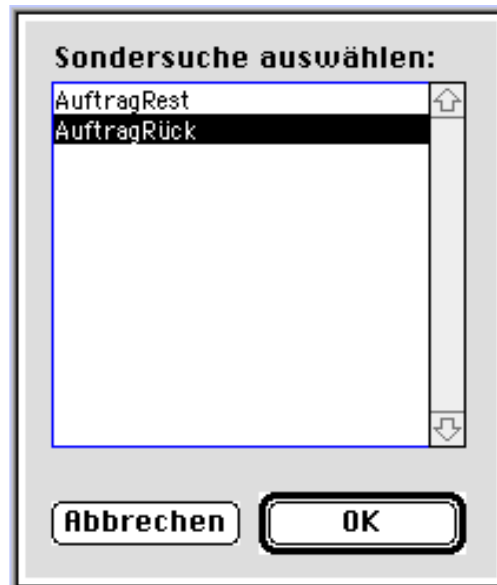 Sondersuche auswählen:
AuftragRest
AuftragRück
Abbrechen
OK